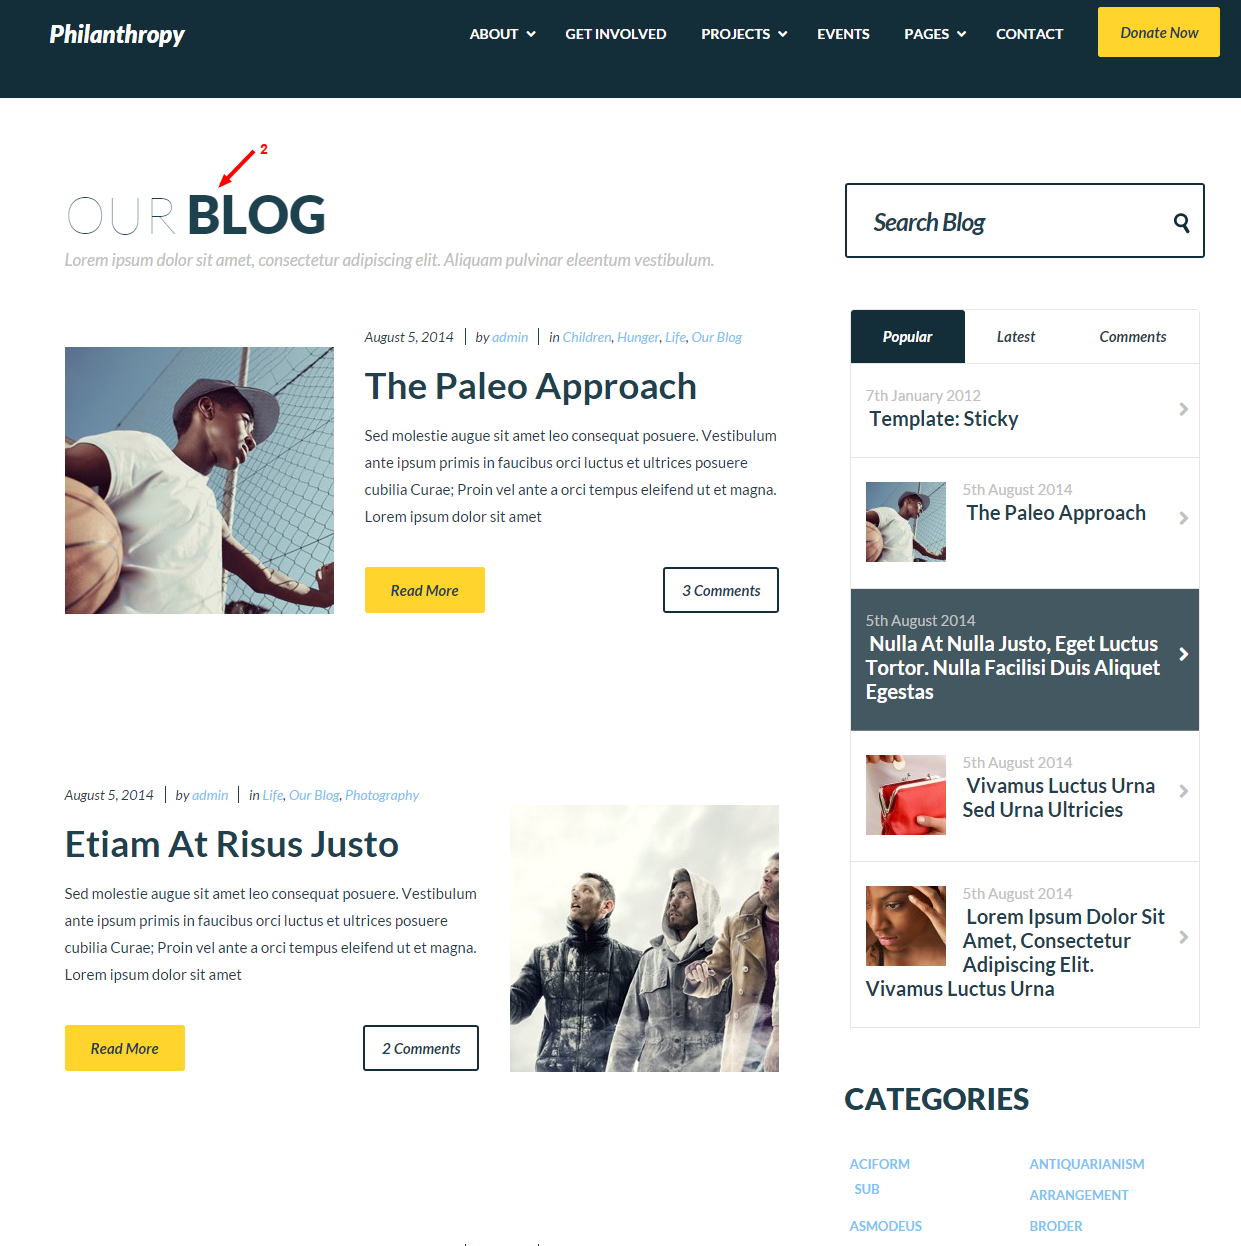 Philanthropy
ABOUT
GET INVOLVED
PROJECTS
EVENTS
PAGES
CONTACT
Donate Now
2
OUR BLOG
Lorem ipsum dolor sit amet, consectetur adipiscing elit. Aliquam pulvinar eleentum vestibulum.
August 5, 2014 by admin in Children, Hunger, Life, Our Blog
The Paleo Approach
Sed molestie augue sit amet leo consequat posuere. Vestibulum
ante ipsum primis in faucibus orci luctus et ultrices posuere
cubilia Curae; Proin vel ante a orci tempus eleifend ut et magna.
Lorem ipsum dolor sit amet
Read More
3 Comments
August 5, 2014 by admin in Life, Our Blog, Photography
Etiam At Risus Justo
Sed molestie augue sit amet leo consequat posuere. Vestibulum
ante ipsum primis in faucibus orci luctus et ultrices posuere
cubilia Curae; Proin vel ante a orci tempus eleifend ut et magna.
Lorem ipsum dolor sit amet
Read More
2 Comments
Search Blog
Popular
Latest
Comments
7th January 2012
Template: Sticky
5th August 2014
The Paleo Approach
5th August 2014
Nulla At Nulla Justo, Eget Luctus
Tortor. Nulla Facilisi Duis Aliquet
Egestas
5th August 2014
Vivamus Luctus Urna
Sed Urna Ultricies
5th August 2014
Lorem Ipsum Dolor Sit
Amet, Consectetur
Adipiscing Elit.
Vivamus Luctus Urna
CATEGORIES
ACIFORM
SUB
ASMODEUS
ANTIQUARIANISM
ARRANGEMENT
BRODER